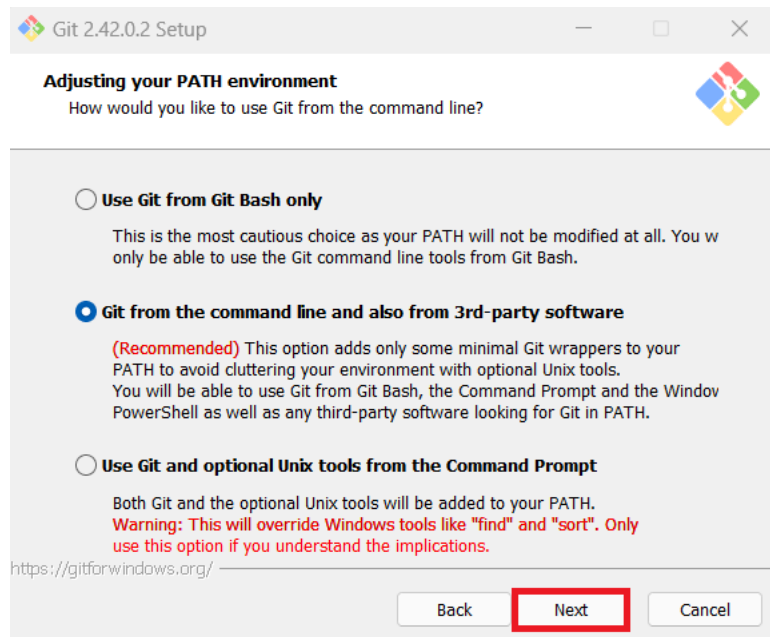 Git 2.42.0.2 Setup
Adjusting your PATH environment
How would you like to use Git from the command line?
Use Git from Git Bash only
This is the most cautious choice as your PATH will not be modified at all. You w
only be able to use the Git command line tools from Git Bash.
Git from the command line and also from 3rd-party software
(Recommended) This option adds only some minimal Git wrappers to your
PATH to avoid cluttering your environment with optional Unix tools.
You will be able to use Git from Git Bash, the Command Prompt and the Window
PowerShell as well as any third-party software looking for Git in PATH.
Use Git and optional Unix tools from the Command Prompt
Both Git and the optional Unix tools will be added to your PATH.
Warning: This will override Windows tools like "find" and "sort". Only
use this option if you understand the implications.
https://gitforwindows.org/
Back Next Cancel